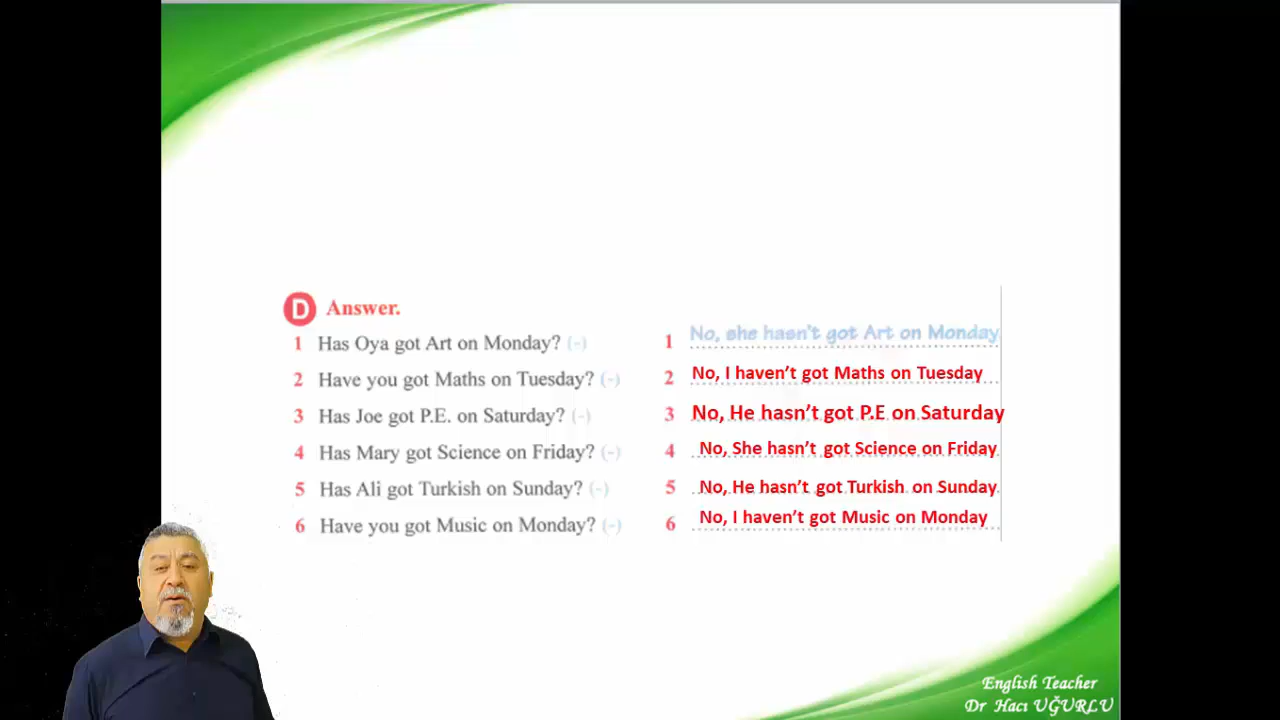 D Answer.
1 Has Oya got Art on Monday? (-)
2 Have you got Maths on Tuesday? (-)
3 Has Joe got P.E. on Saturday? (-)
4 Has Mary got Science on Friday? (-)
5 Has Ali got Turkish on Sunday? (-)
6 Have you got Music on Monday? (-)
1 No, she hasn't got Art on Monday
2 No, I haven't got Maths on Tuesday
3 No, He hasn't got P.E on Saturday
4 No, She hasn't got Science on Friday
5 No, He hasn't got Turkish on Sunday
6 No, I haven't got Music on Monday
English Teacher
Dr Hacı UĞURLU